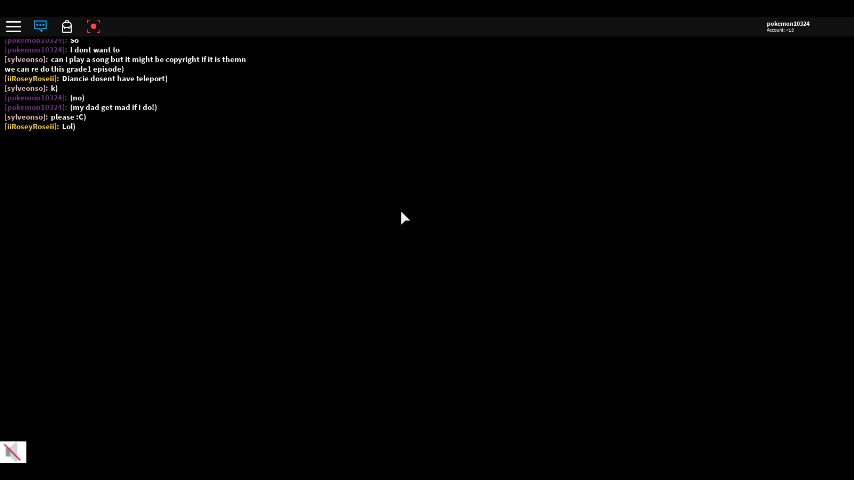 pokemon10324
Account: <13
[pokemon10324]: So
[pokemon10324]: I dont want to
[sylveonso]: can i play a song but it might be copyright if it is themn
we can re do this grade1 episode)
[iiRoseyRoseii]: Diancie dosent have teleport)
[sylveonso]: k)
[pokemon10324]: (no)
[pokemon10324]: (my dad get mad if I do!)
[sylveonso]: please :C)
[iiRoseyRoseii]: Lol)